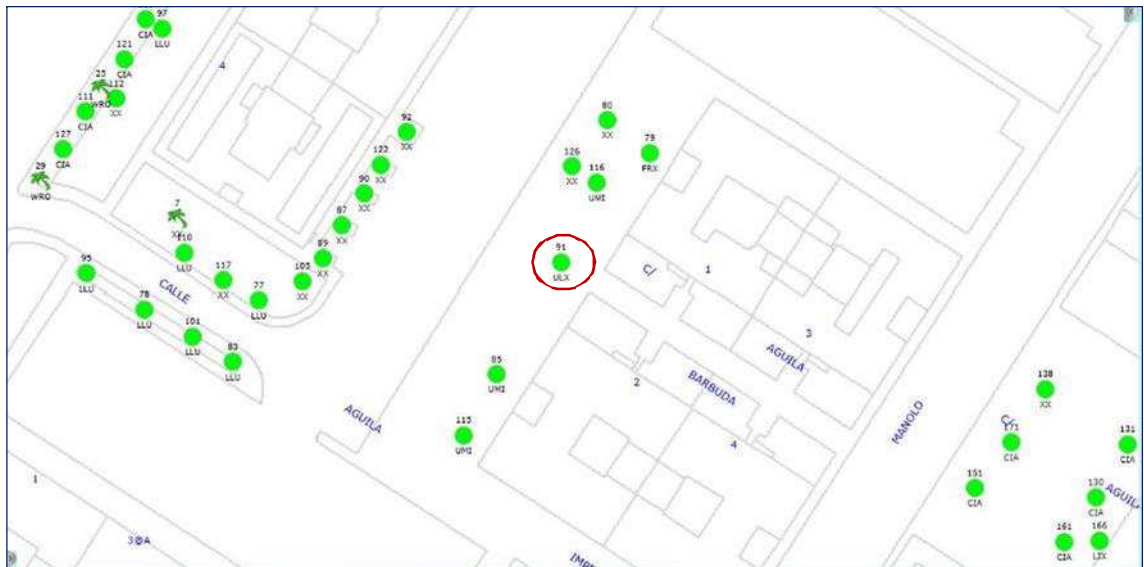 97
CIA
LLU
121
CIA
4
25
WRO
112
XX
111
CIA
127
CIA
29
WRO
92
XX
122
XX
90
XX
87
XX
89
XX
7
XX
110
LLU
117
XX
77
LLU
105
XX
95
LLU
CALLE
78
LLU
101
LLU
83
LLU
80
XX
79
FRX
126
XX
116
UMI
91
ULX
C/
1
3
AGUILA
BARBUDA
2
4
85
UMI
115
UMI
AGUILA
MANOLO
138
XX
C/
171
CIA
131
CIA
151
CIA
130
CIA
AGUILA
161
CIA
166
LIX
1
3@A